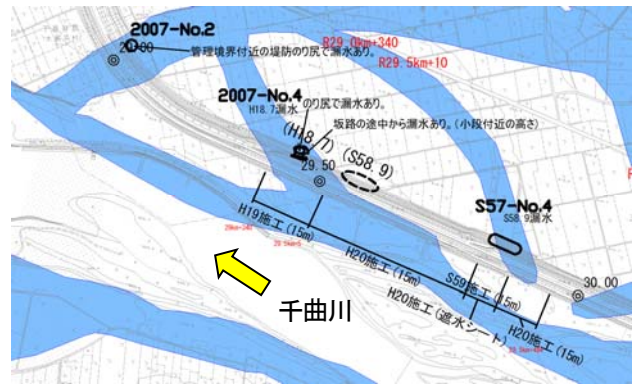 2007-No.2
管理境界付近の堤防のり尻で漏水あり。
R29.0km+340
R29.5km+10
2007-No.4
H18.7漏水
のり尻で漏水あり。
坂路の途中から漏水あり。(小段付近の高さ)
(H18.7)
(S58.9)
29.50
S57-No.4
S58.9漏水
30.00
H19施工(15m)
H20施工(15m)
S59施工(15m)
H20施工(遮水シート)
H20施工(15m)
千曲川